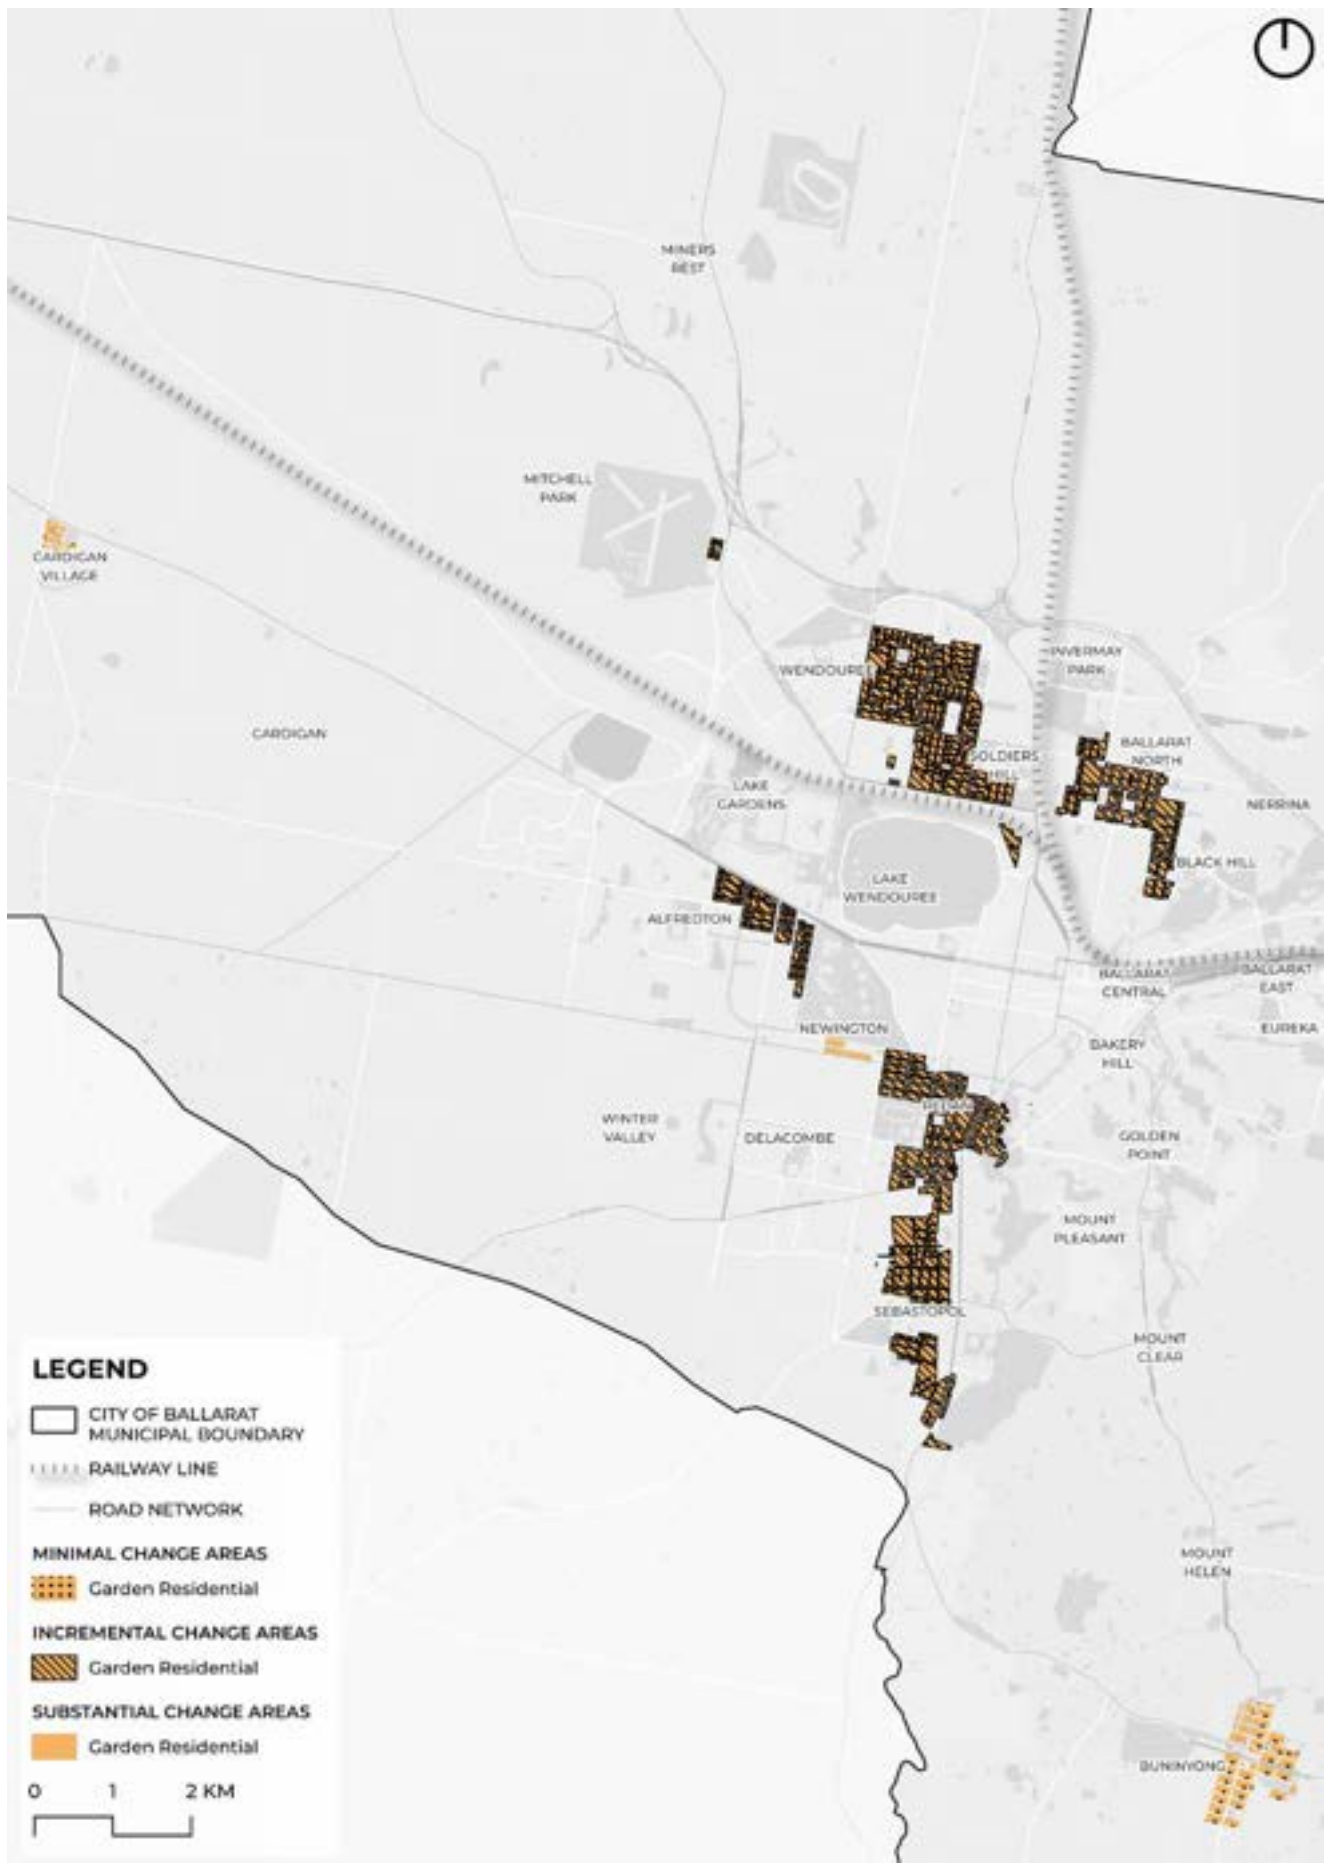 MINERS
REST
MITCHELL
PARK
CARDIGAN
VILLAGE
INVERMAY
PARK
WENDOUREE
CARDIGAN
BALLARAT
NORTH
SOLDIERS
HILL
LAKE
GARDENS
NERRINA
BLACK HILL
LAKE
WENDOUREE
ALFREDTON
BALLARAT
CENTRAL
BALLARAT
EAST
NEWINGTON
EUREKA
BAKERY
HILL
REDAN
WINTER
VALLEY
DELACOMBE
GOLDEN
POINT
MOUNT
PLEASANT
SEBASTOPOL
MOUNT
CLEAR
MOUNT
HELEN
BUNINYONG
LEGEND
CITY OF BALLARAT
MUNICIPAL BOUNDARY
RAILWAY LINE
ROAD NETWORK
MINIMAL CHANGE AREAS
Garden Residential
INCREMENTAL CHANGE AREAS
Garden Residential
SUBSTANTIAL CHANGE AREAS
Garden Residential
0 1 2 KM